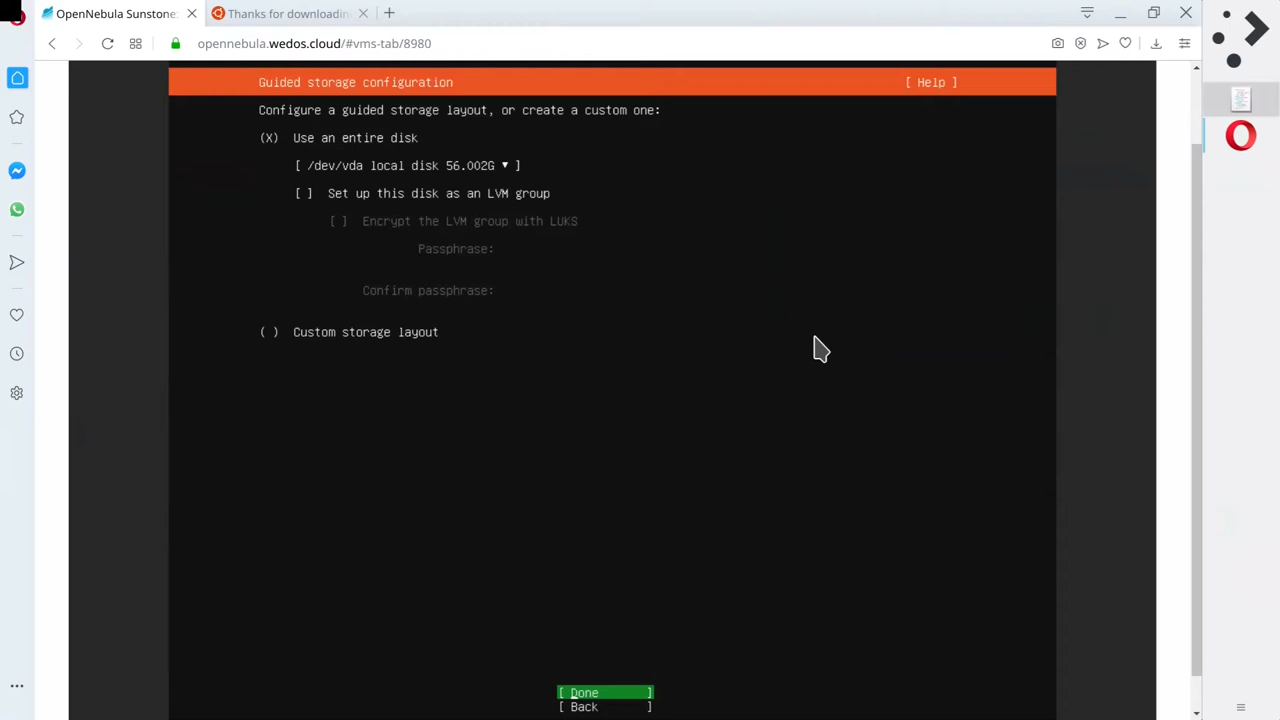 OpenNebula Sunstone:
Thanks for downloadin
opennebula.wedos.cloud/#vms-tab/8980
Guided storage configuration [ Help ]
Configure a guided storage layout, or create a custom one:
(X) Use an entire disk
[ /dev/vda local disk 56.002G ▾ ]
[ ] Set up this disk as an LVM group
[ ] Encrypt the LVM group with LUKS
Passphrase:
Confirm passphrase:
( ) Custom storage layout
[ Done ]
[ Back ]